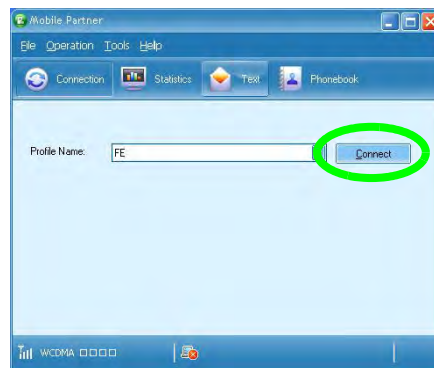 Mobile Partner
File Operation Tools Help
Connection Statistics Text Phonebook
Profile Name: FE Connect
WCDMA □□□□